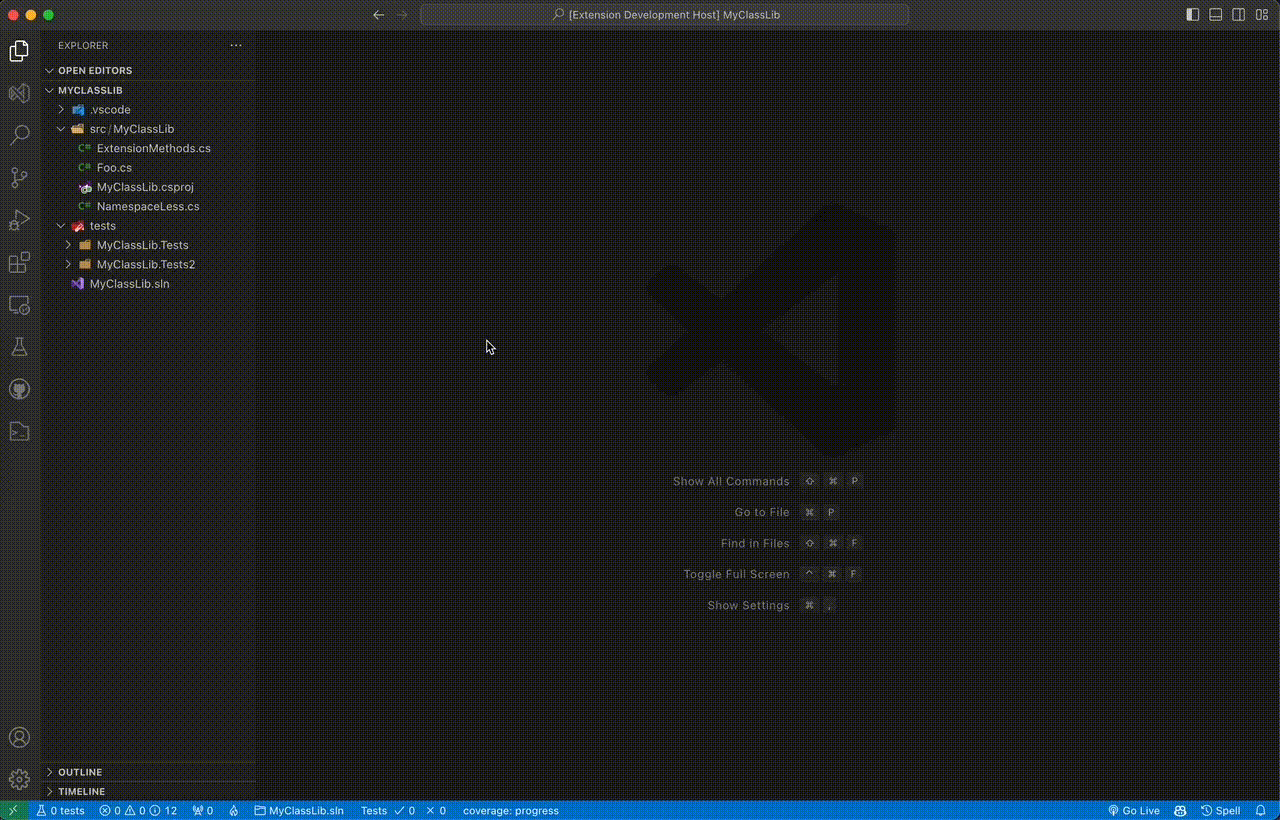 [Extension Development Host] MyClassLib
EXPLORER
OPEN EDITORS
MYCLASSLIB
.vscode
src / MyClassLib
C# ExtensionMethods.cs
C# Foo.cs
MyClassLib.csproj
C# NamespaceLess.cs
tests
MyClassLib.Tests
MyClassLib.Tests2
MyClassLib.sln
Show All Commands ⇧ ⌘ P
Go to File ⌘ P
Find in Files ⇧ ⌘ F
Toggle Full Screen ^ ⌘ F
Show Settings ⌘ ,
OUTLINE
TIMELINE
0 tests 0 0 12 0 MyClassLib.sln Tests ✓ 0 × 0 coverage: progress Go Live Spell